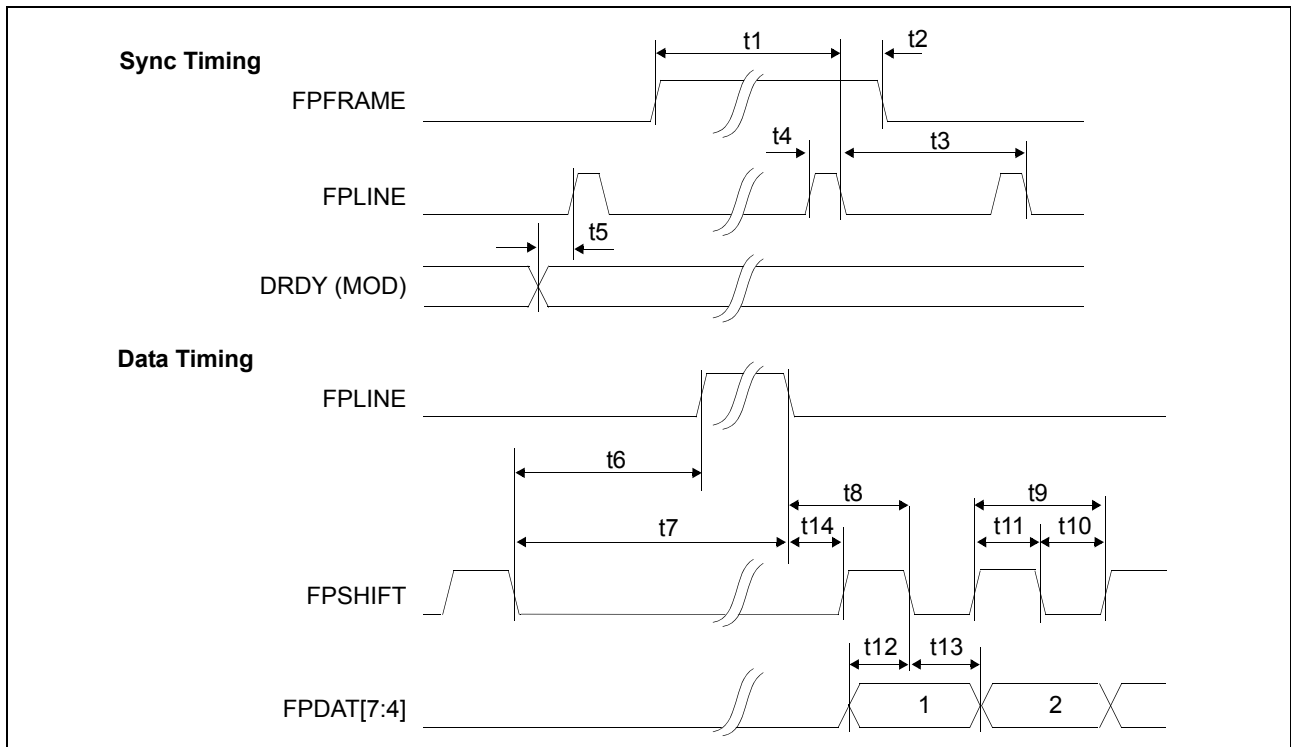 Sync Timing
t1
t2
FPFRAME
t4
t3
FPLINE
t5
DRDY (MOD)
Data Timing
FPLINE
t6
t8
t9
t7
t14
t11
t10
FPSHIFT
t12
t13
FPDAT[7:4]
1
2